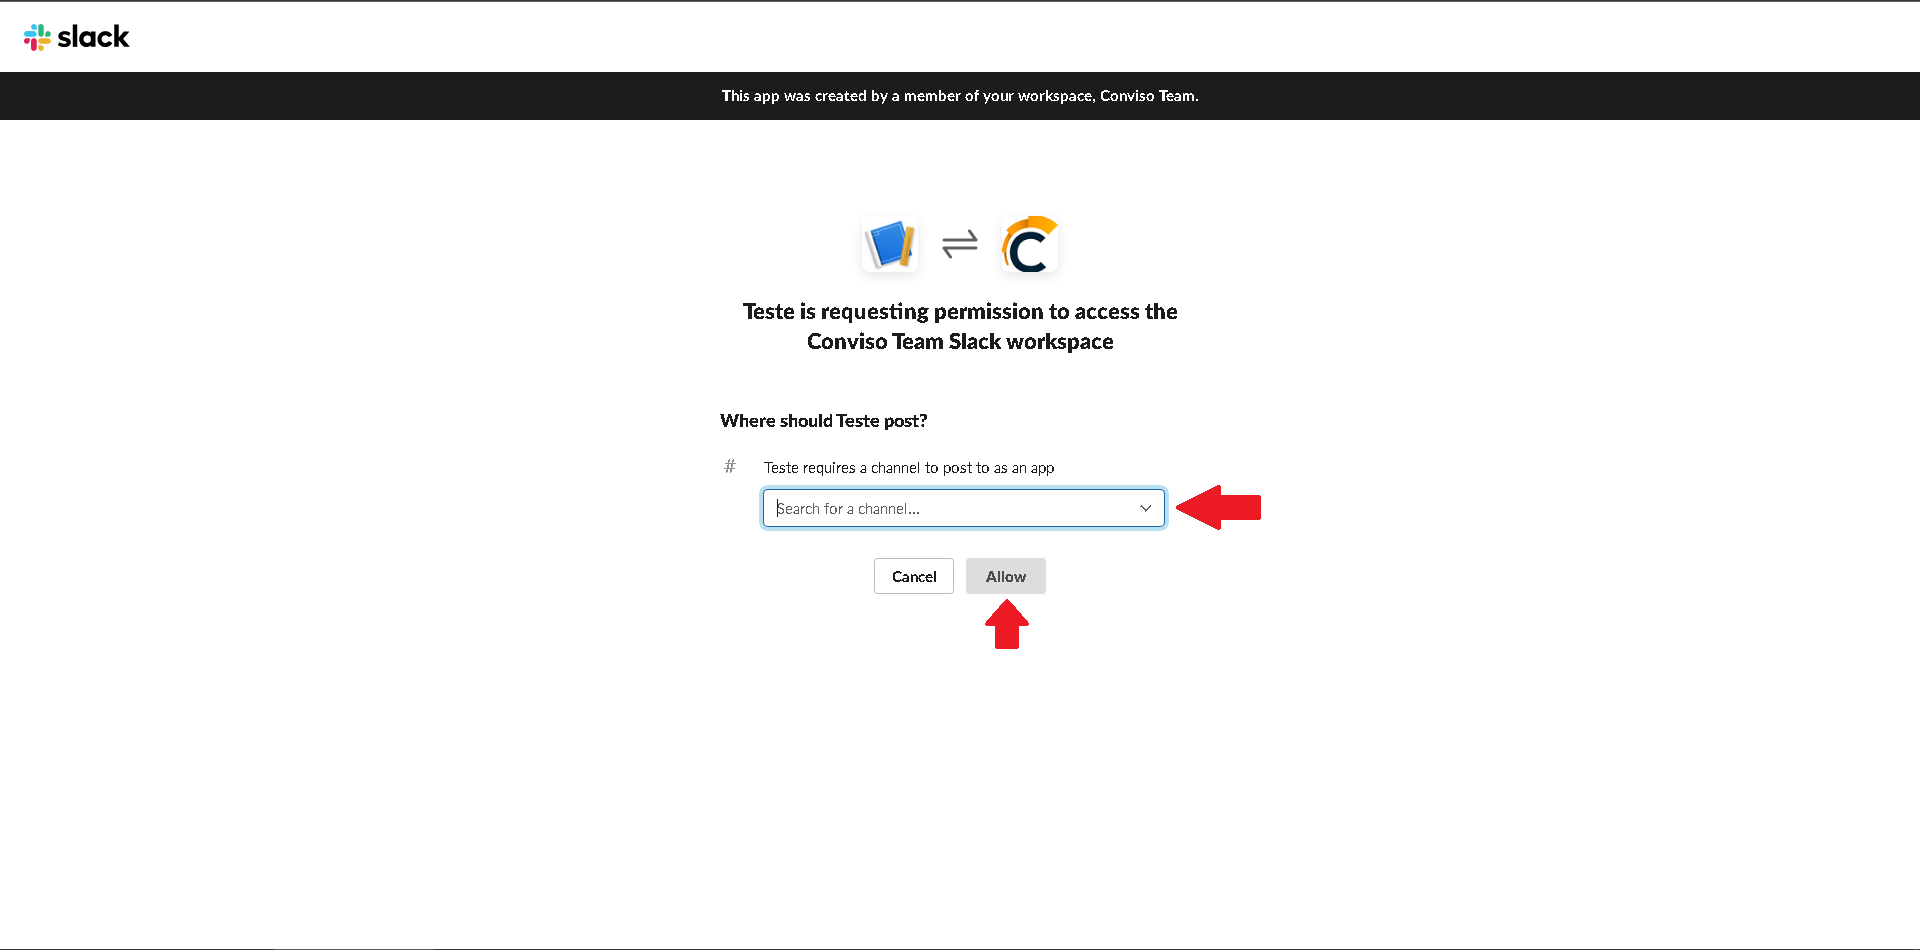 slack
This app was created by a member of your workspace, Conviso Team.
Teste is requesting permission to access the
Conviso Team Slack workspace
Where should Teste post?
# Teste requires a channel to post to as an app
Search for a channel...
Cancel Allow